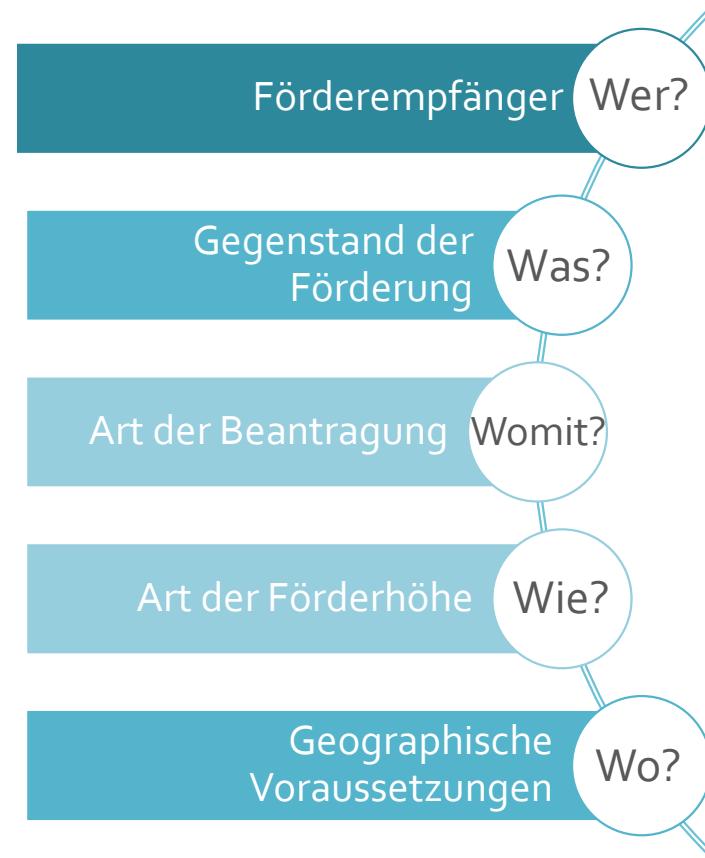 Förderempfänger
Wer?
Gegenstand der
Förderung
Was?
Art der Beantragung
Womit?
Art der Förderhöhe
Wie?
Geographische
Voraussetzungen
Wo?